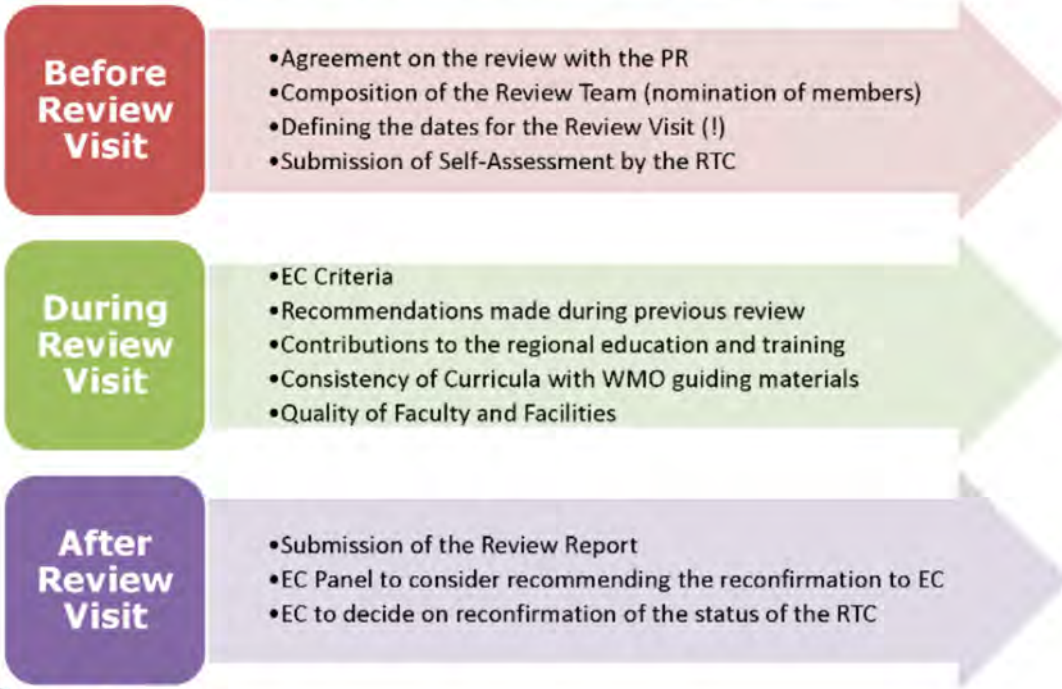 Before
Review
Visit
•Agreement on the review with the PR
•Composition of the Review Team (nomination of members)
•Defining the dates for the Review Visit (!)
•Submission of Self-Assessment by the RTC
During
Review
Visit
•EC Criteria
•Recommendations made during previous review
•Contributions to the regional education and training
•Consistency of Curricula with WMO guiding materials
•Quality of Faculty and Facilities
After
Review
Visit
•Submission of the Review Report
•EC Panel to consider recommending the reconfirmation to EC
•EC to decide on reconfirmation of the status of the RTC